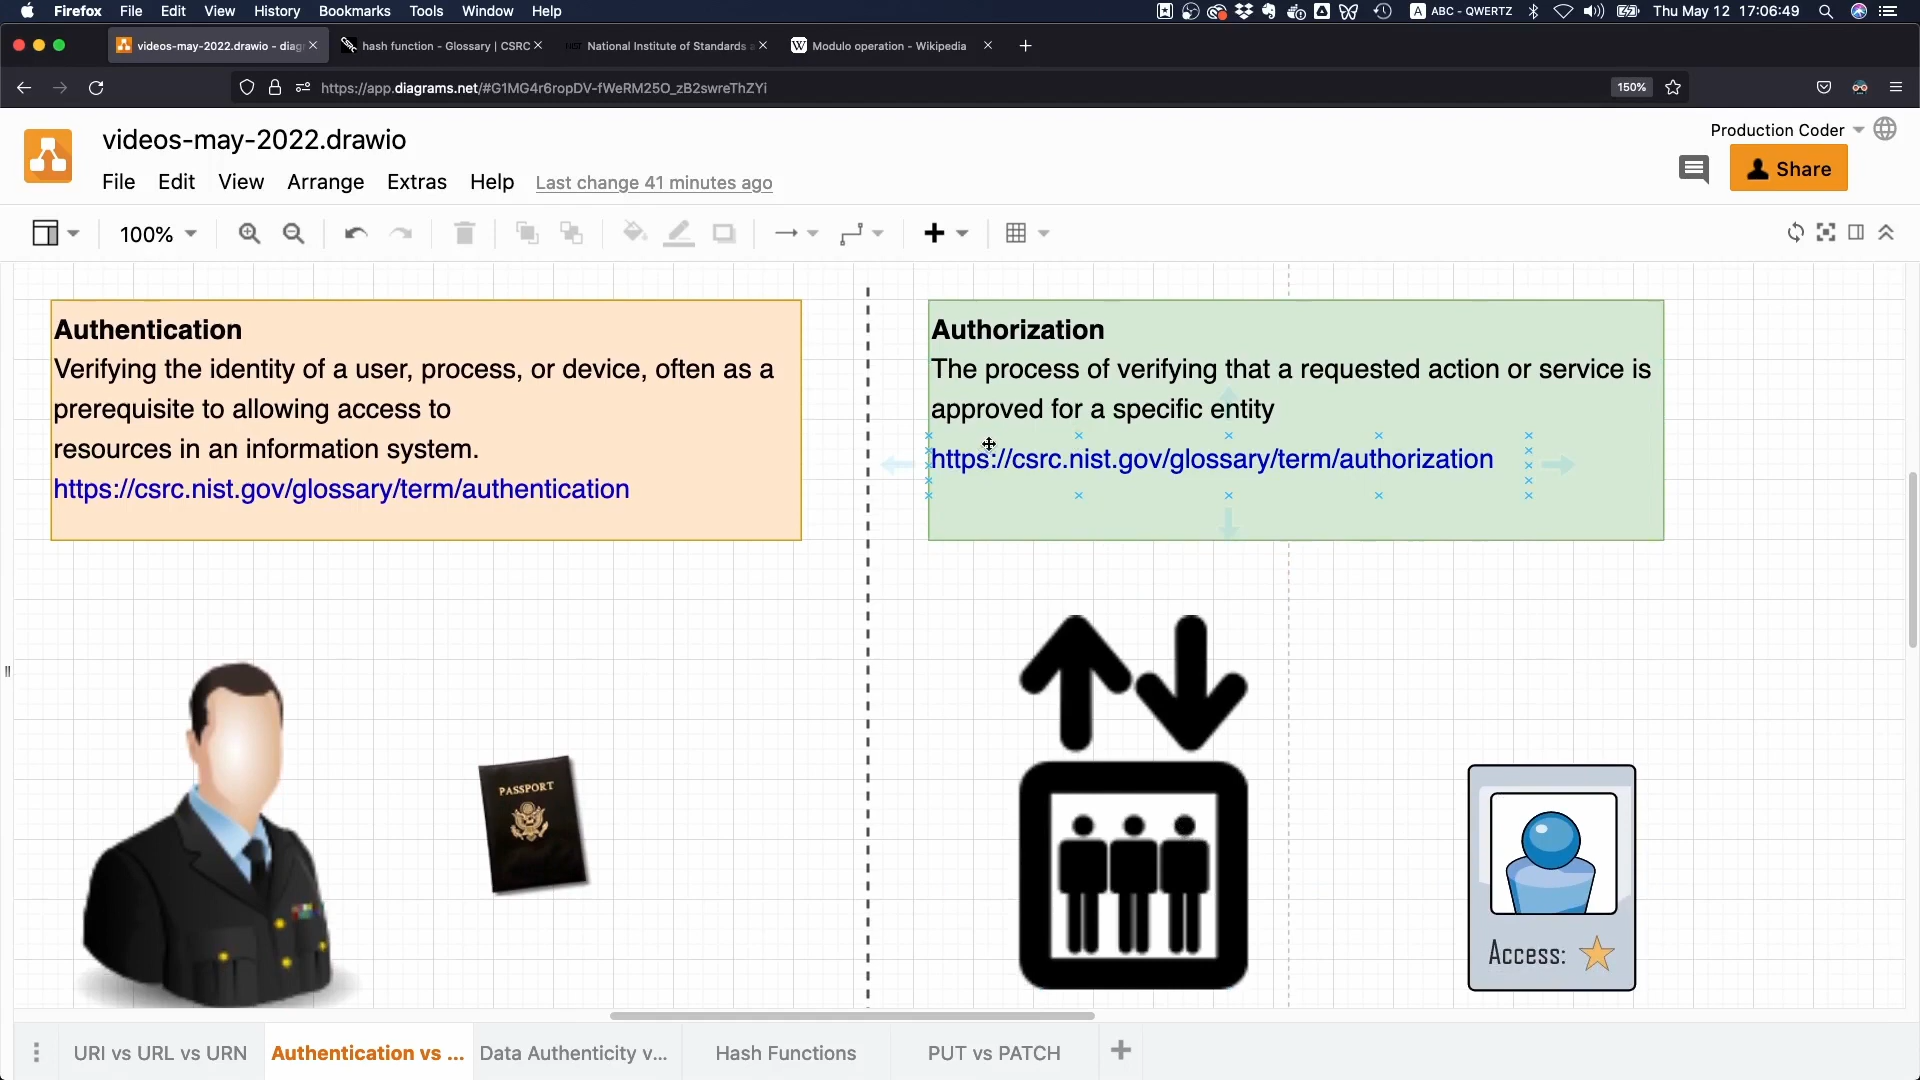 Firefox File Edit View History Bookmarks Tools Window Help ABC - QWERTZ Thu May 12 17:06:49
videos-may-2022.drawio - diag hash function - Glossary | CSRC National Institute of Standards a Modulo operation - Wikipedia
https://app.diagrams.net/#G1MG4r6ropDV-fWeRM25O_zB2swreThZYi 150%
videos-may-2022.drawio
Production Coder
File Edit View Arrange Extras Help Last change 41 minutes ago
Share
100%
Authentication
Verifying the identity of a user, process, or device, often as a
prerequisite to allowing access to
resources in an information system.
https://csrc.nist.gov/glossary/term/authentication
Authorization
The process of verifying that a requested action or service is
approved for a specific entity
https://csrc.nist.gov/glossary/term/authorization
PASSPORT
Access:
URI vs URL vs URN Authentication vs ... Data Authenticity v... Hash Functions PUT vs PATCH